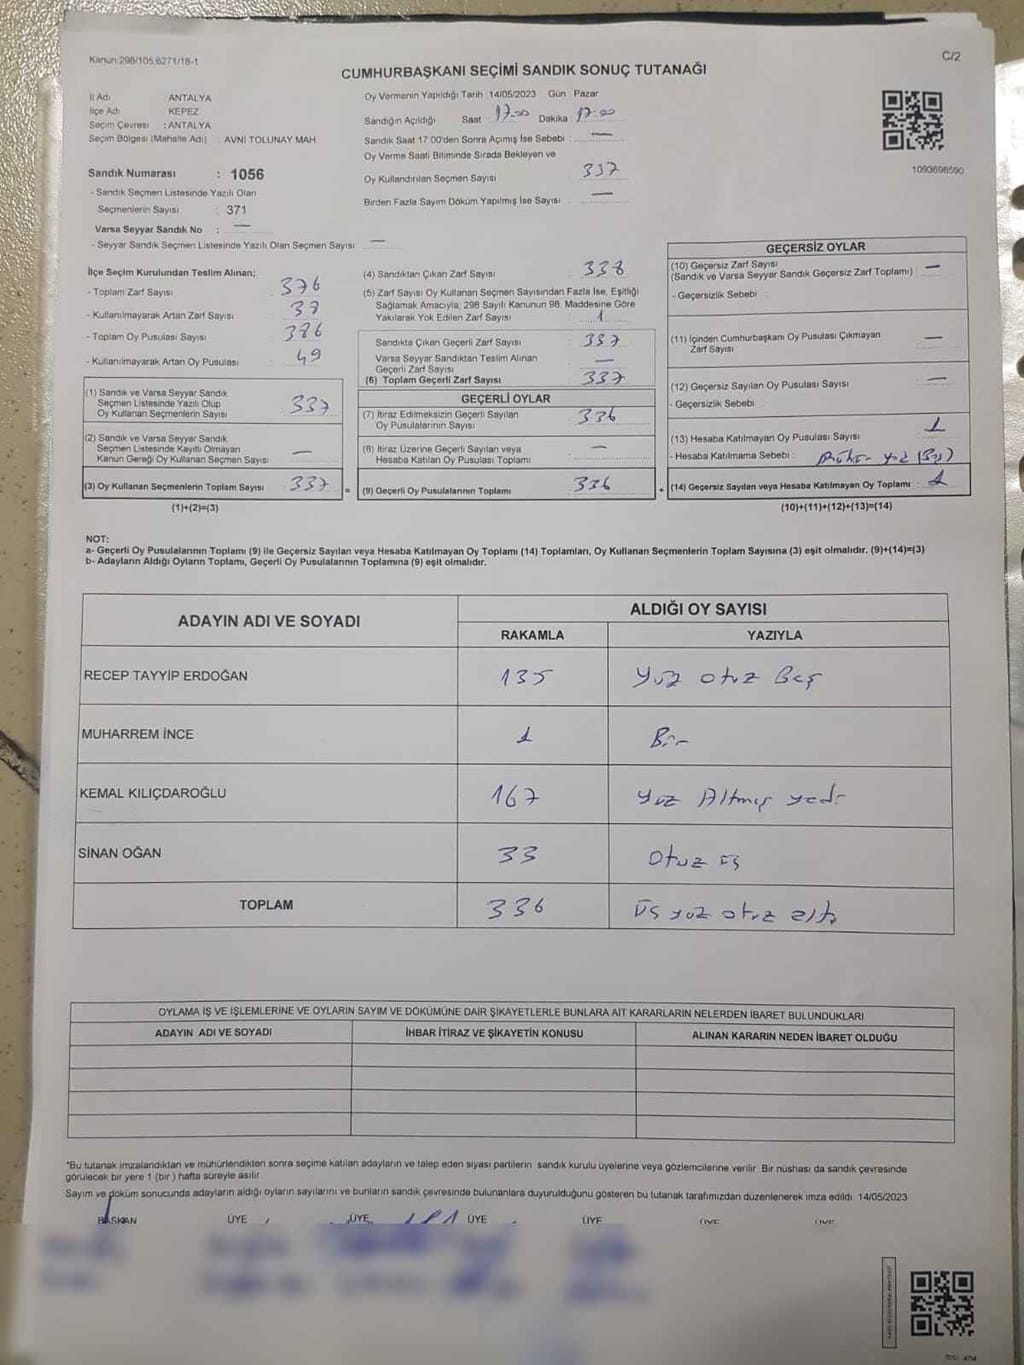 Kanun 298/105,6271/18-1
C/2
CUMHURBAŞKANI SEÇİMİ SANDIK SONUÇ TUTANAĞI
İl Adı ANTALYA
İlçe Adı KEPEZ
Seçim Çevresi : ANTALYA
Seçim Bölgesi (Mahalle Adı) : AVNİ TOLUNAY MAH
Sandık Numarası : 1056
- Sandık Seçmen Listesinde Yazılı Olan
Seçmenlerin Sayısı : 371
Varsa Seyyar Sandık No : —
- Seyyar Sandık Seçmen Listesinde Yazılı Olan Seçmen Sayısı —
Oy Vermenin Yapıldığı Tarih : 14/05/2023 Gün : Pazar
Sandığın Açıldığı Saat : 17.00 Dakika : 17:00
Sandık Saat 17.00'den Sonra Açımış İse Sebebi : —
Oy Verme Saati Bitiminde Sırada Bekleyen ve
Oy Kullandırılan Seçmen Sayısı 337
Birden Fazla Sayım Döküm Yapılmış İse Sayısı —
1093698590
İlçe Seçim Kurulundan Teslim Alınan;
- Toplam Zarf Sayısı 376
- Kullanılmayarak Artan Zarf Sayısı 37
- Toplam Oy Pusulası Sayısı 386
- Kullanılmayarak Artan Oy Pusulası 49
(1) Sandık ve Varsa Seyyar Sandık
Seçmen Listesinde Yazılı Olup
Oy Kullanan Seçmenlerin Sayısı 337
(2) Sandık ve Varsa Seyyar Sandık
Seçmen Listesinde Kayıtlı Olmayan
Kanun Gereği Oy Kullanan Seçmen Sayısı —
(3) Oy Kullanan Seçmenlerin Toplam Sayısı 337 =
(1)+(2)=(3)
(4) Sandıktan Çıkan Zarf Sayısı 338
(5) Zarf Sayısı Oy Kullanan Seçmen Sayısından Fazla İse, Eşitliği
Sağlamak Amacıyla; 298 Sayılı Kanunun 98. Maddesine Göre
Yakılarak Yok Edilen Zarf Sayısı 1
Sandıkta Çıkan Geçerli Zarf Sayısı 337
Varsa Seyyar Sandıktan Teslim Alınan
Geçerli Zarf Sayısı —
(6) Toplam Geçerli Zarf Sayısı 337
GEÇERLİ OYLAR
(7) İtiraz Edilmeksizin Geçerli Sayılan
Oy Pusulalarının Sayısı 336
(8) İtiraz Üzerine Geçerli Sayılan veya
Hesaba Katılan Oy Pusulaları Toplamı —
(9) Geçerli Oy Pusulalarının Toplamı 336 +
GEÇERSİZ OYLAR
(10) Geçersiz Zarf Sayısı
(Sandık ve Varsa Seyyar Sandık Geçersiz Zarf Toplamı) —
- Geçersizlik Sebebi
(11) İçinden Cumhurbaşkanı Oy Pusulası Çıkmayan
Zarf Sayısı —
(12) Geçersiz Sayılan Oy Pusulası Sayısı —
- Geçersizlik Sebebi
(13) Hesaba Katılmayan Oy Pusulası Sayısı 1
- Hesaba Katılmama Sebebi : Mühür yok (Boş)
(14) Geçersiz Sayılan veya Hesaba Katılmayan Oy Toplamı : 1
(10)+(11)+(12)+(13)=(14)
NOT:
a- Geçerli Oy Pusulalarının Toplamı (9) ile Geçersiz Sayılan veya Hesaba Katılmayan Oy Toplamı (14) Toplamları, Oy Kullanan Seçmenlerin Toplam Sayısına (3) eşit olmalıdır. (9)+(14)=(3)
b- Adayların Aldığı Oyların Toplamı, Geçerli Oy Pusulalarının Toplamına (9) eşit olmalıdır.
ADAYIN ADI VE SOYADI
ALDIĞI OY SAYISI
RAKAMLA YAZIYLA
RECEP TAYYİP ERDOĞAN 135 Yüz otuz Beş
MUHARREM İNCE 1 Bir
KEMAL KILIÇDAROĞLU 167 Yüz Altmış yedi
SİNAN OĞAN 33 Otuz üç
TOPLAM 336 üç yüz otuz altı
OYLAMA İŞ VE İŞLEMLERİNE VE OYLARIN SAYIM VE DÖKÜMÜNE DAİR ŞİKAYETLERLE BUNLARA AİT KARARLARIN NELERDEN İBARET BULUNDUKLARI
ADAYIN ADI VE SOYADI İHBAR İTİRAZ VE ŞİKAYETİN KONUSU ALINAN KARARIN NEDEN İBARET OLDUĞU
*Bu tutanak imzalandıktan ve mühürlendikten sonra seçime katılan adayların ve talep eden siyasi partilerin sandık kurulu üyelerine veya gözlemcilerine verilir. Bir nüshası da sandık çevresinde
görülecek bir yere 1 (bir) hafta süreyle asılır.
Sayım ve döküm sonucunda adayların aldığı oyların sayılarını ve bunların sandık çevresinde bulunanlara duyurulduğunu gösteren bu tutanak tarafımızdan düzenlenerek imza edildi. 14/05/2023
BAŞKAN ÜYE ÜYE ÜYE ÜYE ÜYE ÜYE